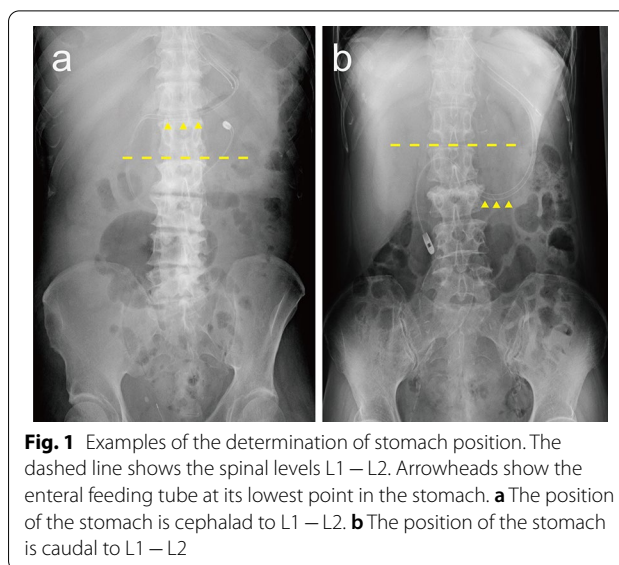 a
b
Fig. 1 Examples of the determination of stomach position. The
dashed line shows the spinal levels L1 – L2. Arrowheads show the
enteral feeding tube at its lowest point in the stomach. a The position
of the stomach is cephalad to L1 – L2. b The position of the stomach
is caudal to L1 – L2